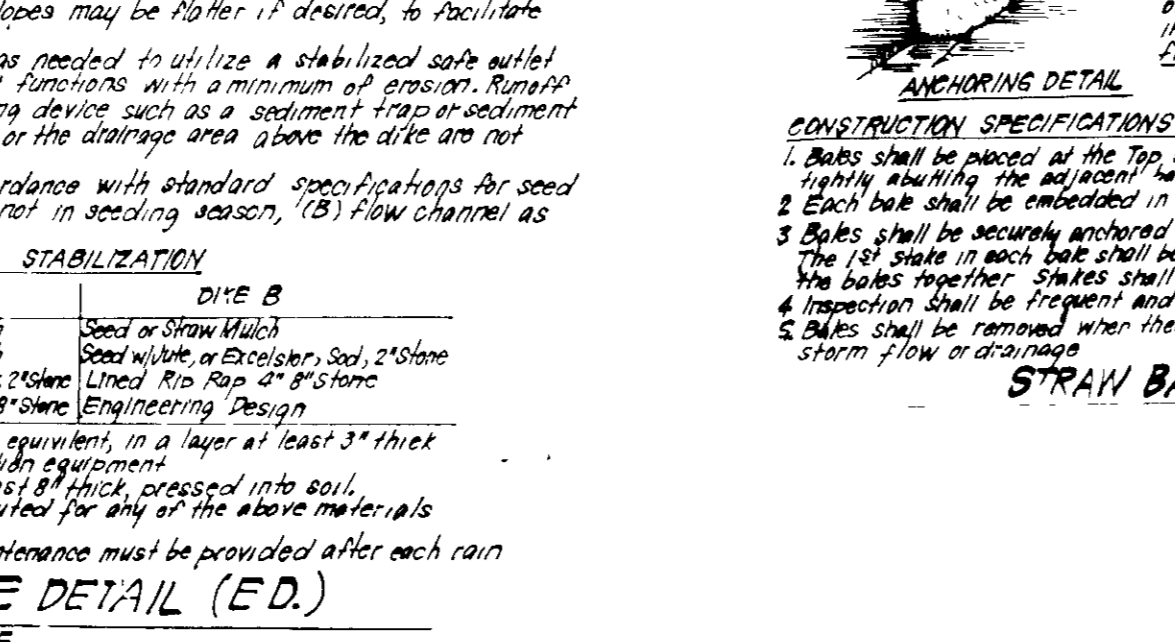 lopes may be flatter if desired, to facilitate
as needed to utilize a stabilized safe outlet
functions with a minimum of erosion. Runoff
ng device such as a sediment trap or sediment
or the drainage area above the dike are not
rdance with standard specifications for seed
not in seeding season, (B) flow channel as
STABILIZATION
DIKE B
Seed or Straw Mulch
Seed w/Jute, or Excelsior, Sod, 2" Stone
2" Stone Lined Rip Rap 4" 8" Stone
8" Stone Engineering Design
equivilent, in a layer at least 3" thick
ion equipment
st 8" thick, pressed into soil.
uted for any of the above materials
ntenance must be provided after each rain
E DETAIL (E D.)
ANCHORING DETAIL
CONSTRUCTION SPECIFICATIONS
1. Bales shall be placed at the Top
tightly abutting the adjacent ba
2 Each bale shall be embedded in
3 Bales shall be securely anchored
The 1st stake in each bale shall be
the bales together Stakes shall
4 Inspection shall be frequent and
5. Bales shall be removed when the
storm flow or drainage
STRAW BA